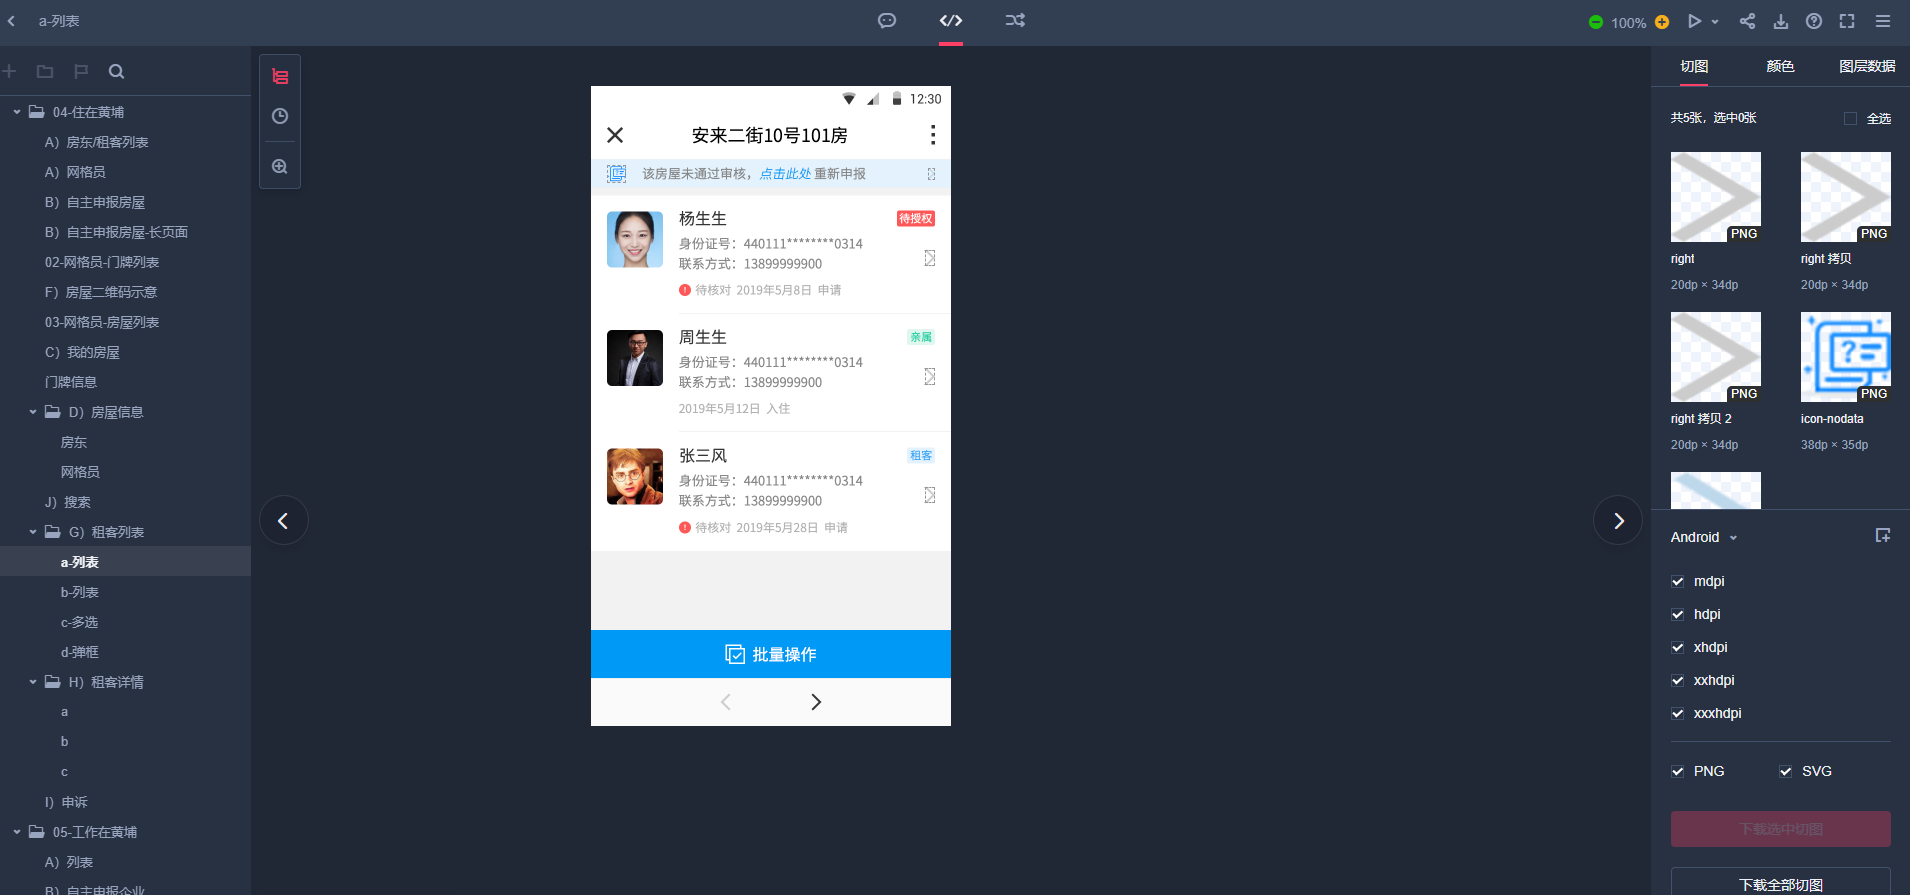 a-列表
100%
04-住在黄埔
A）房东/租客列表
A）网格员
B）自主申报房屋
B）自主申报房屋-长页面
02-网格员-门牌列表
F）房屋二维码示意
03-网格员-房屋列表
C）我的房屋
门牌信息
D）房屋信息
房东
网格员
J）搜索
G）租客列表
a-列表
b-列表
c-多选
d-弹框
H）租客详情
a
b
c
I）申诉
05-工作在黄埔
A）列表
B）自主申报企业
12:30
安来二街10号101房
该房屋未通过审核，点击此处 重新申报
杨生生
待授权
身份证号：440111********0314
联系方式：13899999900
待核对 2019年5月8日 申请
周生生
亲属
身份证号：440111********0314
联系方式：13899999900
2019年5月12日 入住
张三风
租客
身份证号：440111********0314
联系方式：13899999900
待核对 2019年5月28日 申请
批量操作
切图 颜色 图层数据
共5张，选中0张 全选
PNG PNG
right right 拷贝
20dp × 34dp 20dp × 34dp
PNG PNG
right 拷贝 2 icon-nodata
20dp × 34dp 38dp × 35dp
Android
mdpi
hdpi
xhdpi
xxhdpi
xxxhdpi
PNG SVG
下载选中切图
下载全部切图